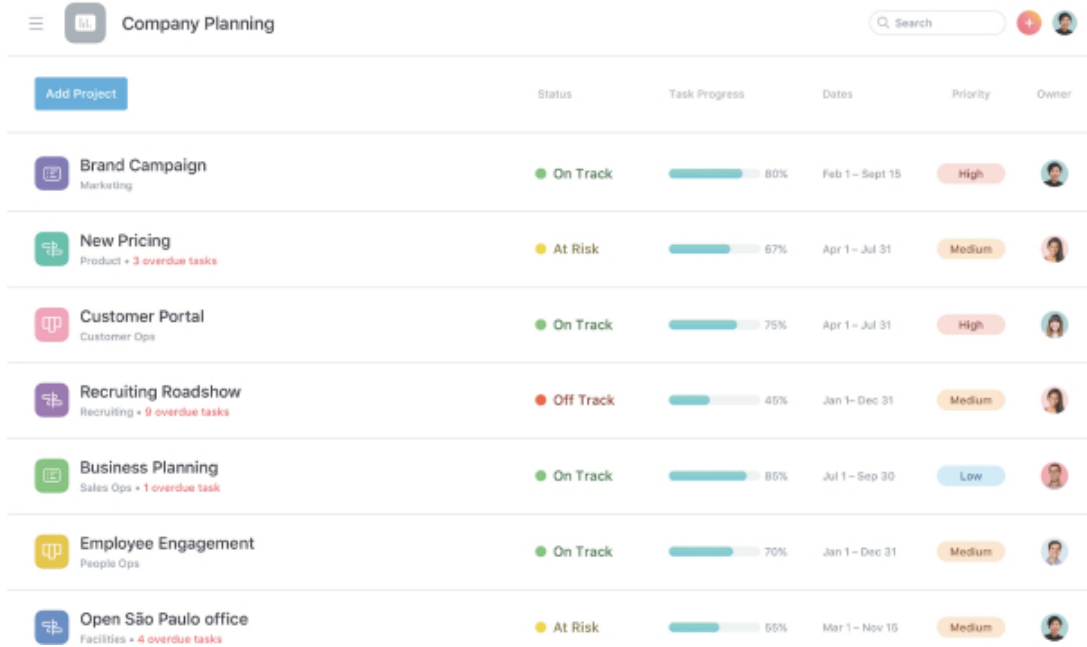 Company Planning
Search
Add Project
Status
Task Progress
Dates
Priority
Owner
Brand Campaign
Marketing
On Track
80%
Feb 1 – Sept 15
High
New Pricing
Product • 3 overdue tasks
At Risk
67%
Apr 1 – Jul 31
Medium
Customer Portal
Customer Ops
On Track
75%
Apr 1 – Jul 31
High
Recruiting Roadshow
Recruiting • 9 overdue tasks
Off Track
45%
Jan 1– Dec 31
Medium
Business Planning
Sales Ops • 1 overdue task
On Track
85%
Jul 1 – Sep 30
Low
Employee Engagement
People Ops
On Track
70%
Jan 1 – Dec 31
Medium
Open São Paulo office
Facilities • 4 overdue tasks
At Risk
55%
Mar 1 – Nov 15
Medium